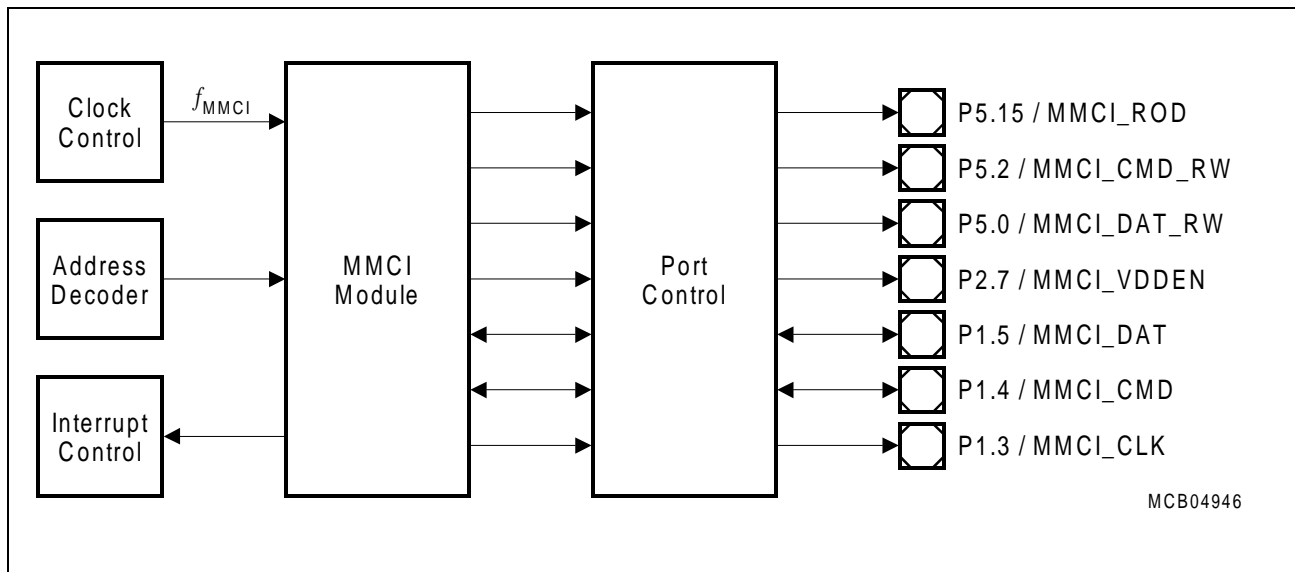 Clock
Control
fMMCI
Address
Decoder
Interrupt
Control
MMCI
Module
Port
Control
P5.15 / MMCI_ROD
P5.2 / MMCI_CMD_RW
P5.0 / MMCI_DAT_RW
P2.7 / MMCI_VDDEN
P1.5 / MMCI_DAT
P1.4 / MMCI_CMD
P1.3 / MMCI_CLK
MCB04946